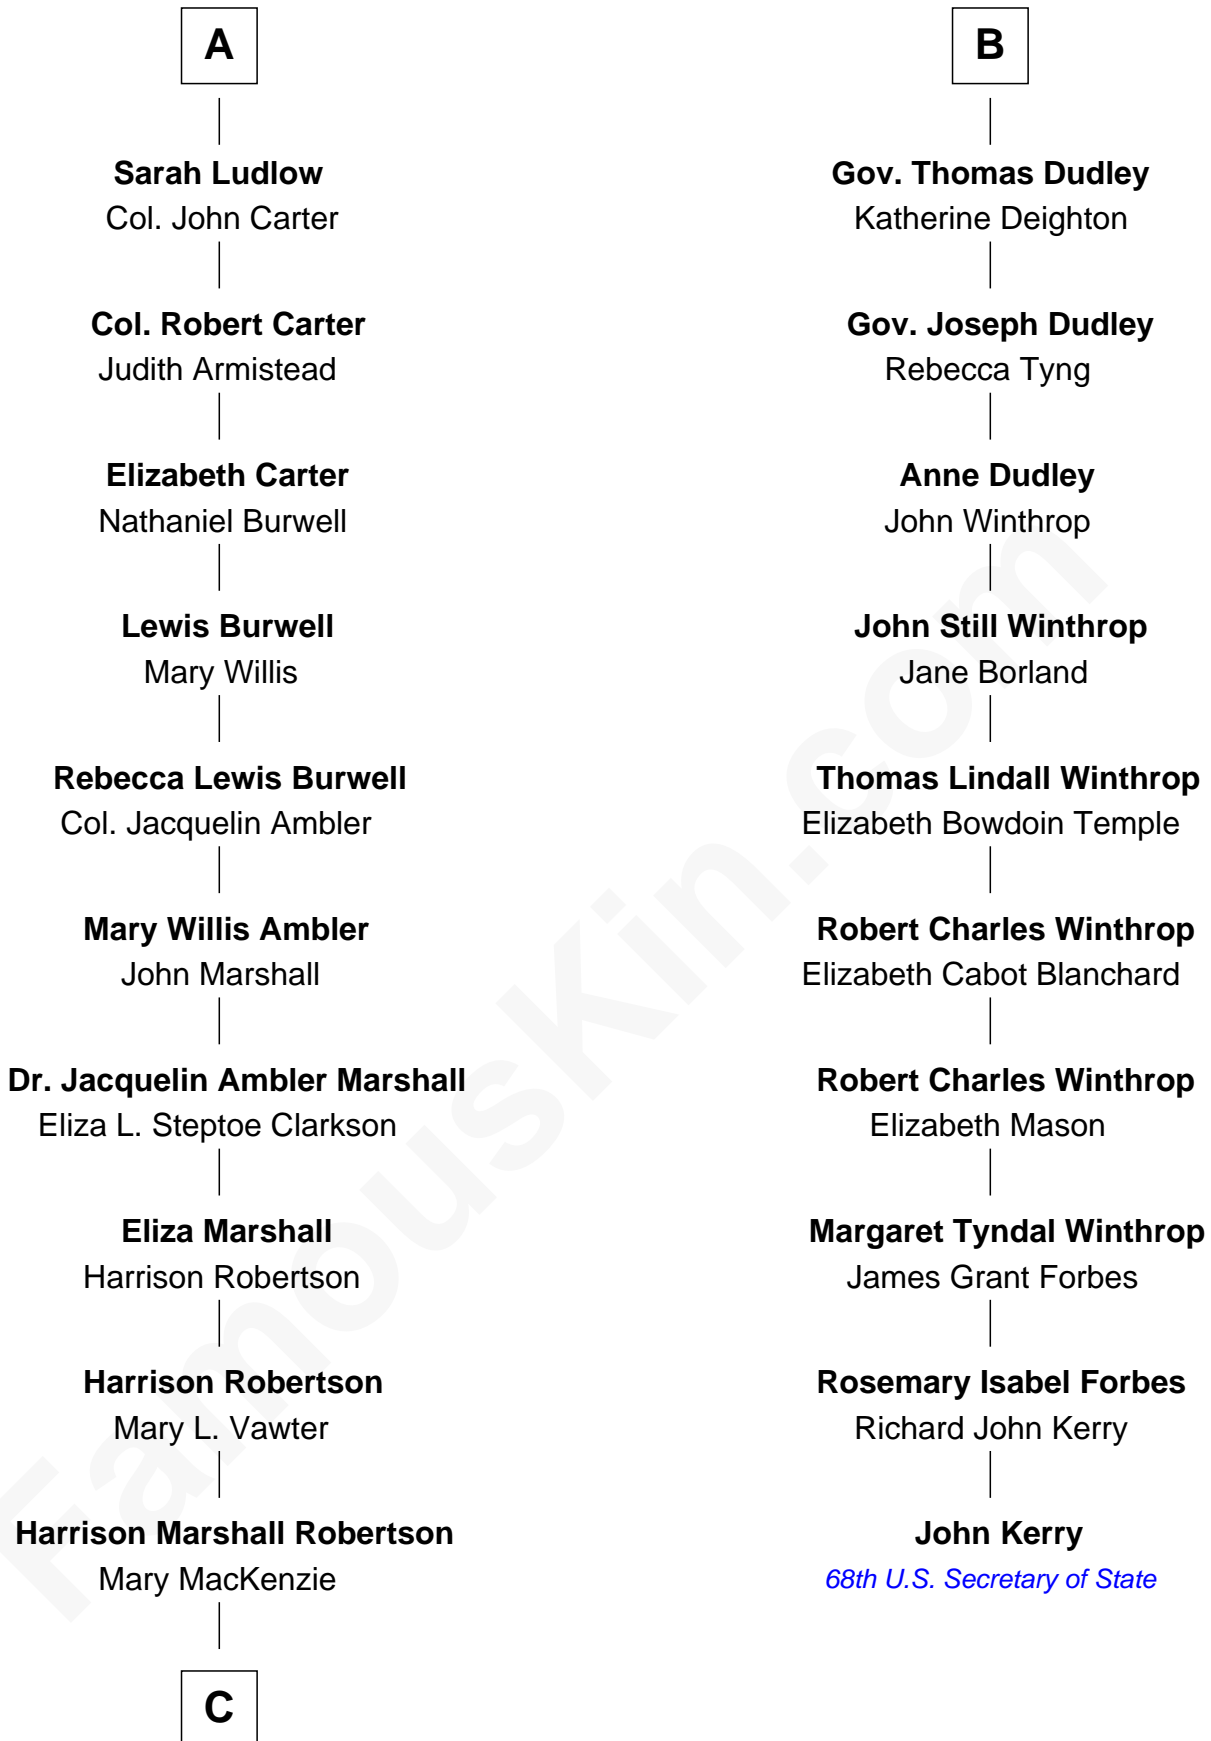 A
Sarah Ludlow
Col. John Carter
Col. Robert Carter
Judith Armistead
Elizabeth Carter
Nathaniel Burwell
Lewis Burwell
Mary Willis
Rebecca Lewis Burwell
Col. Jacquelin Ambler
Mary Willis Ambler
John Marshall
Dr. Jacquelin Ambler Marshall
Eliza L. Steptoe Clarkson
Eliza Marshall
Harrison Robertson
Harrison Robertson
Mary L. Vawter
Harrison Marshall Robertson
Mary MacKenzie
C
B
Gov. Thomas Dudley
Katherine Deighton
Gov. Joseph Dudley
Rebecca Tyng
Anne Dudley
John Winthrop
John Still Winthrop
Jane Borland
Thomas Lindall Winthrop
Elizabeth Bowdoin Temple
Robert Charles Winthrop
Elizabeth Cabot Blanchard
Robert Charles Winthrop
Elizabeth Mason
Margaret Tyndal Winthrop
James Grant Forbes
Rosemary Isabel Forbes
Richard John Kerry
John Kerry
68th U.S. Secretary of State
FamousKin.com